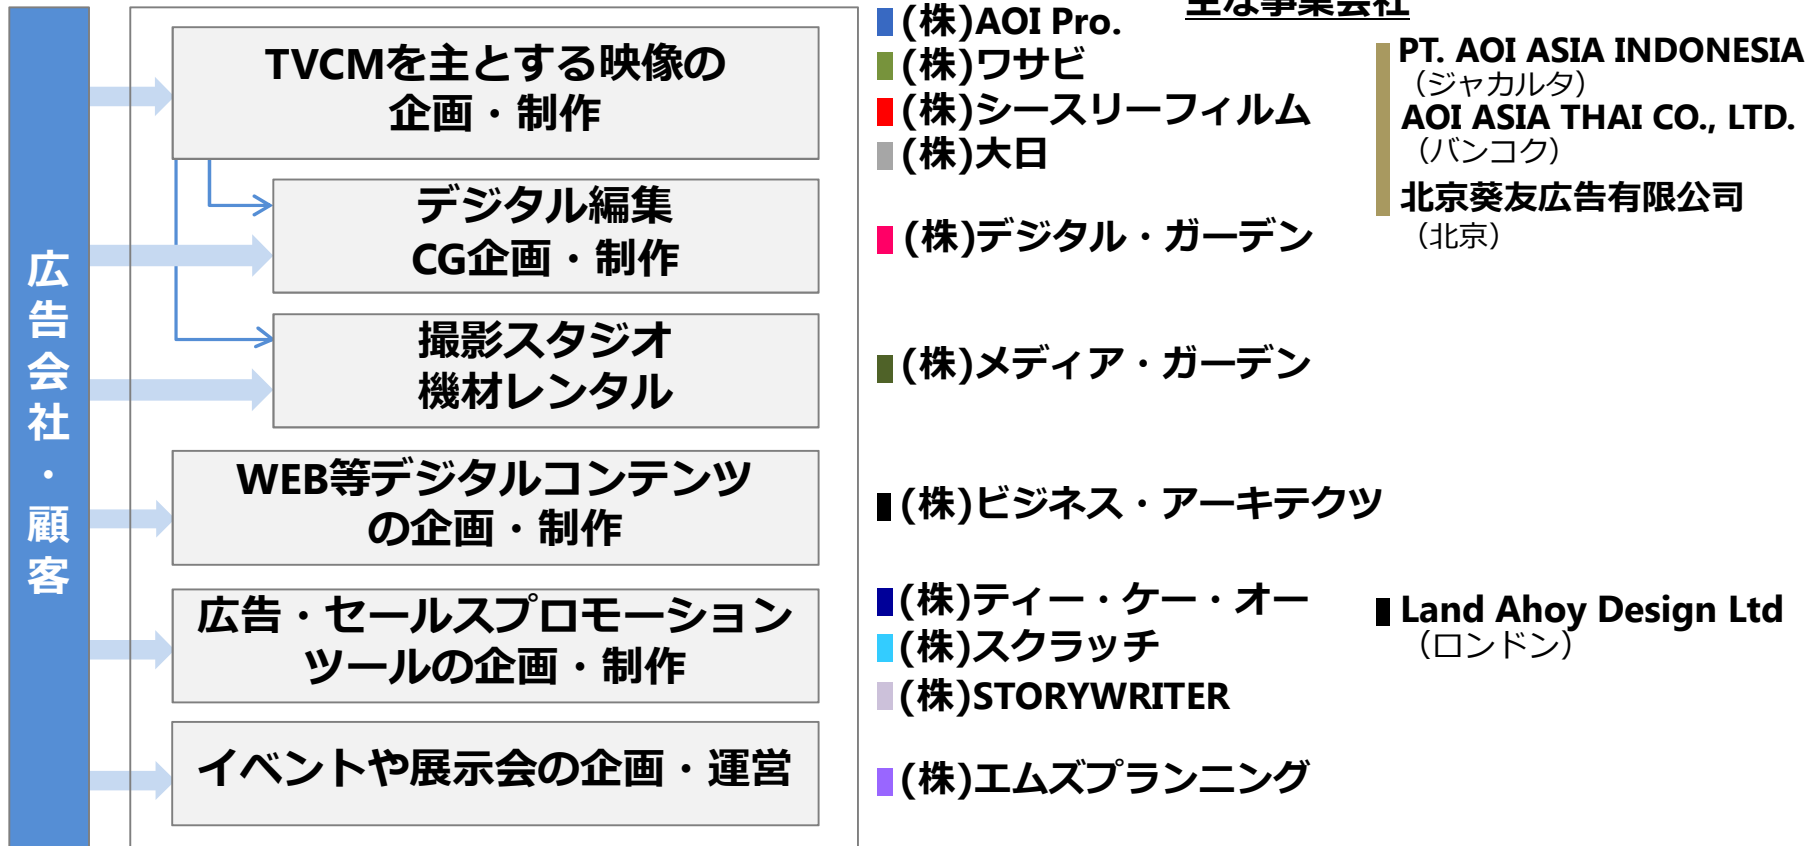 主な事業会社
広告会社・顧客
TVCMを主とする映像の
企画・制作
デジタル編集
CG企画・制作
撮影スタジオ
機材レンタル
WEB等デジタルコンテンツ
の企画・制作
広告・セールスプロモーション
ツールの企画・制作
イベントや展示会の企画・運営
(株)AOI Pro.
(株)ワサビ
(株)シースリーフィルム
(株)大日
(株)デジタル・ガーデン
(株)メディア・ガーデン
(株)ビジネス・アーキテクツ
(株)ティー・ケー・オー
(株)スクラッチ
(株)STORYWRITER
(株)エムズプランニング
PT. AOI ASIA INDONESIA
（ジャカルタ）
AOI ASIA THAI CO., LTD.
（バンコク）
北京葵友広告有限公司
（北京）
Land Ahoy Design Ltd
（ロンドン）